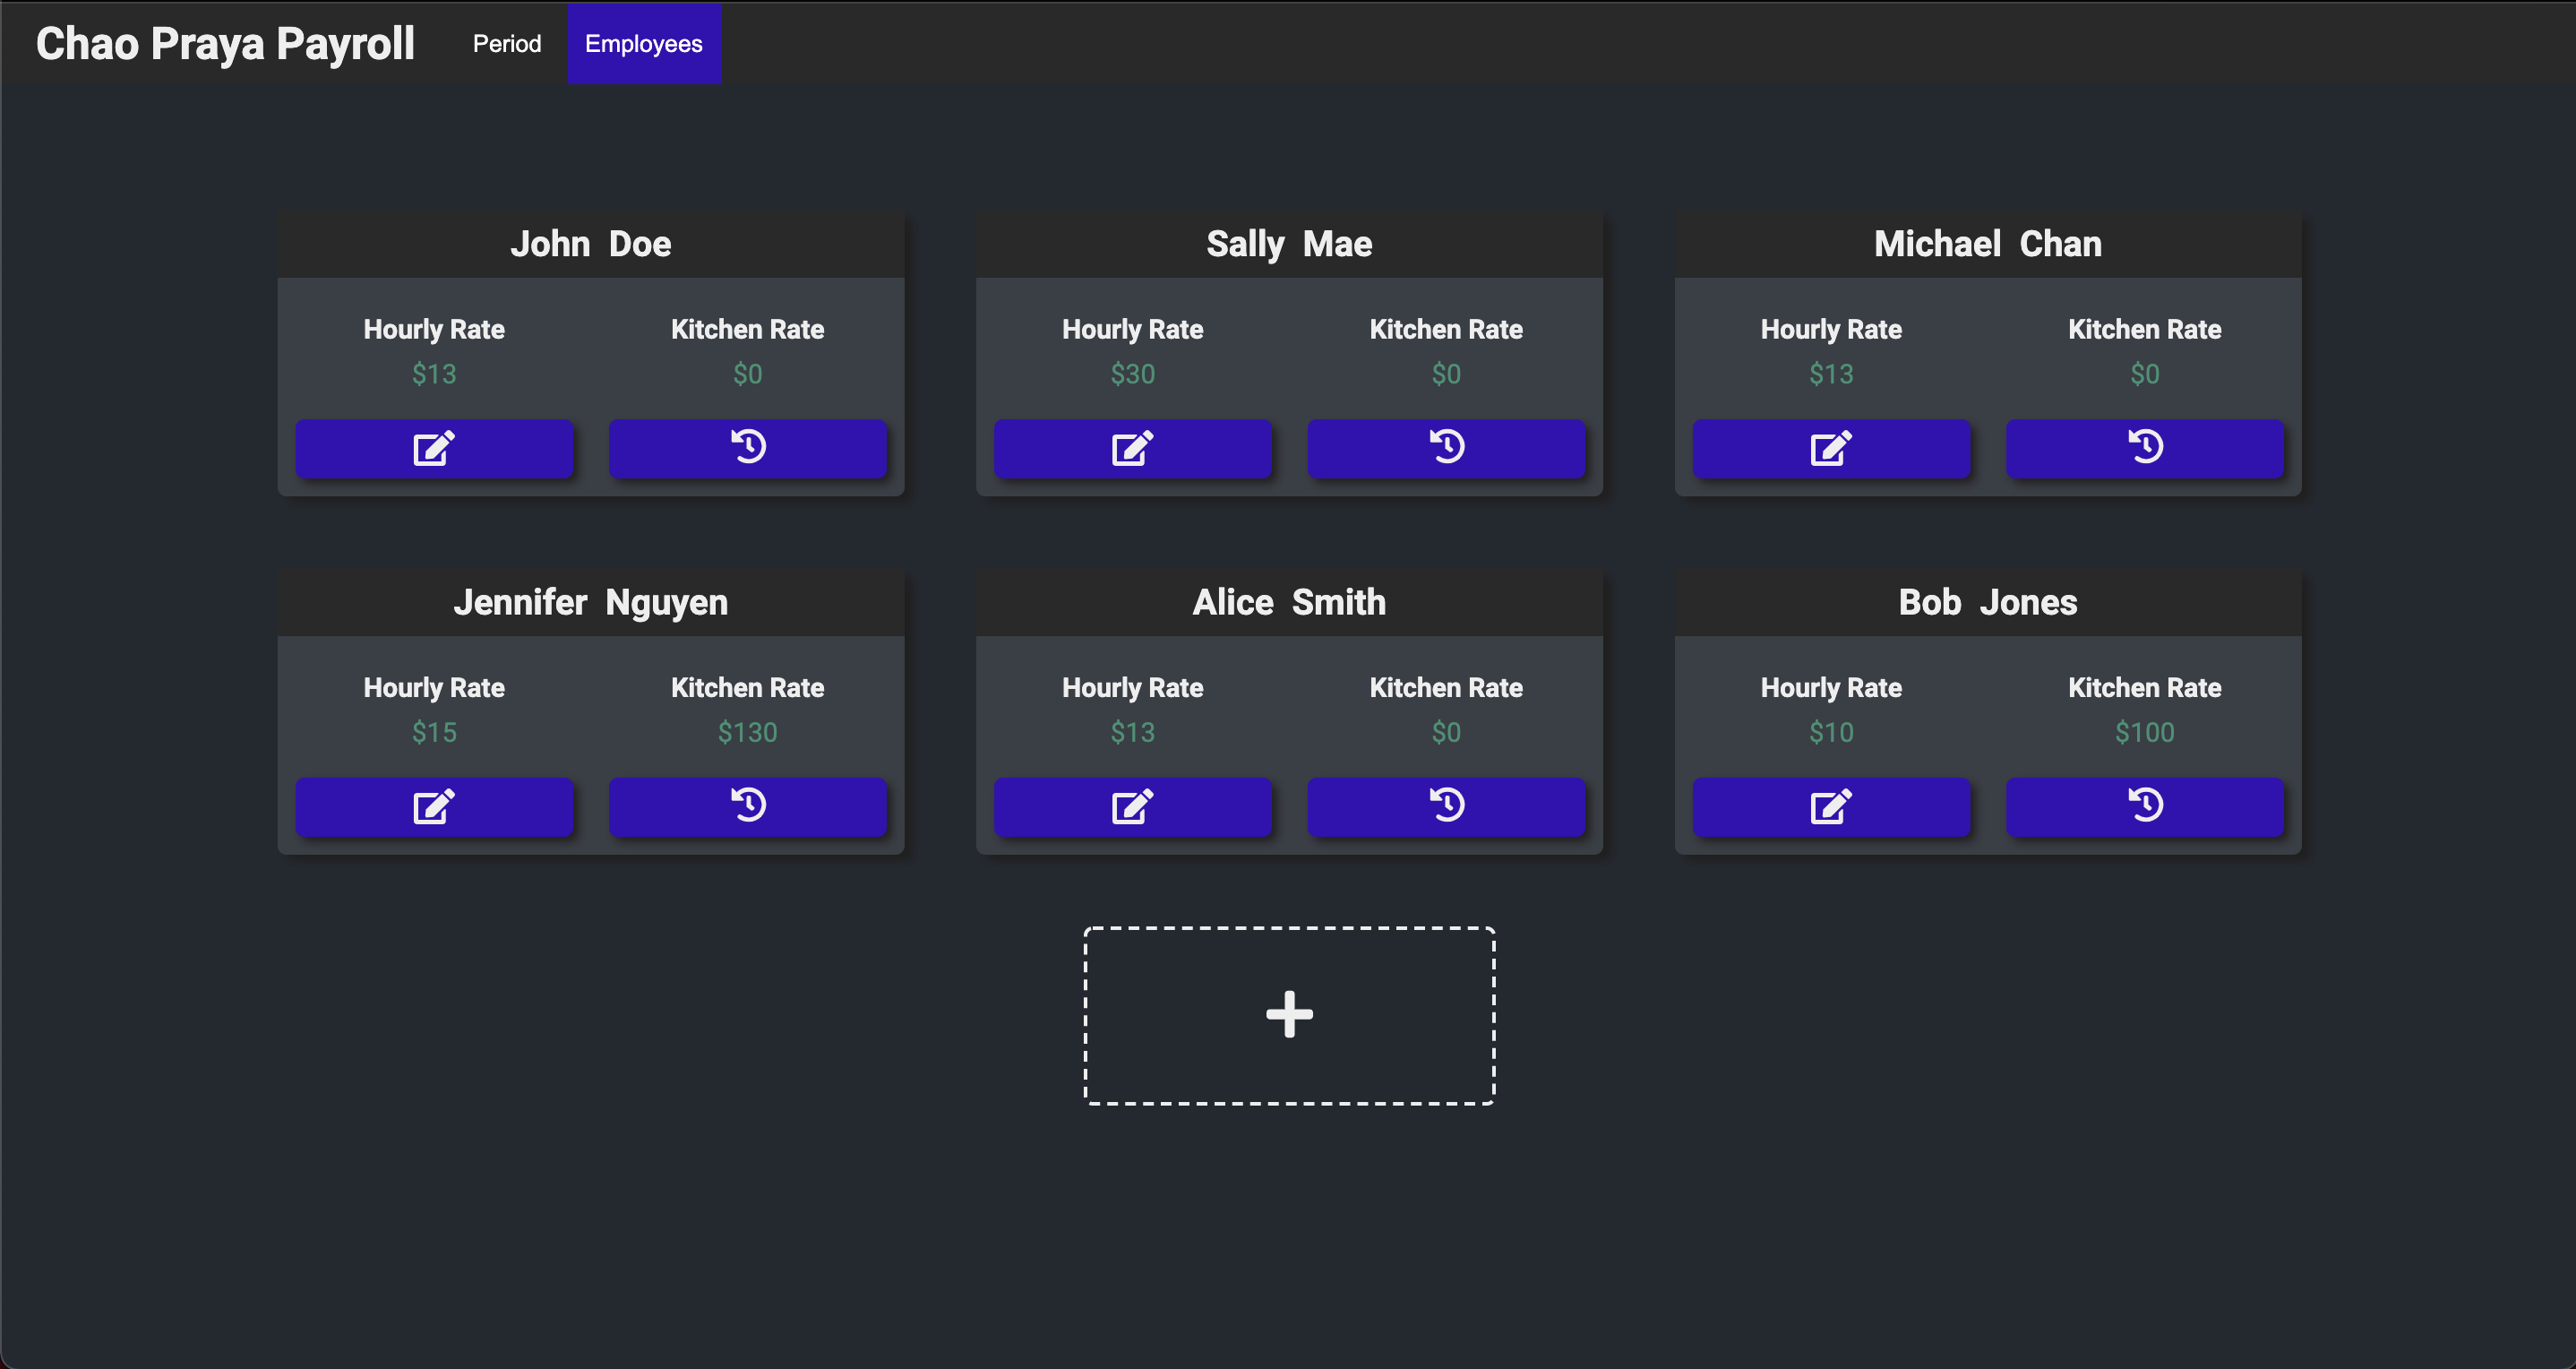 Chao Praya Payroll Period Employees
John Doe
Hourly Rate Kitchen Rate
$13 $0
Sally Mae
Hourly Rate Kitchen Rate
$30 $0
Michael Chan
Hourly Rate Kitchen Rate
$13 $0
Jennifer Nguyen
Hourly Rate Kitchen Rate
$15 $130
Alice Smith
Hourly Rate Kitchen Rate
$13 $0
Bob Jones
Hourly Rate Kitchen Rate
$10 $100